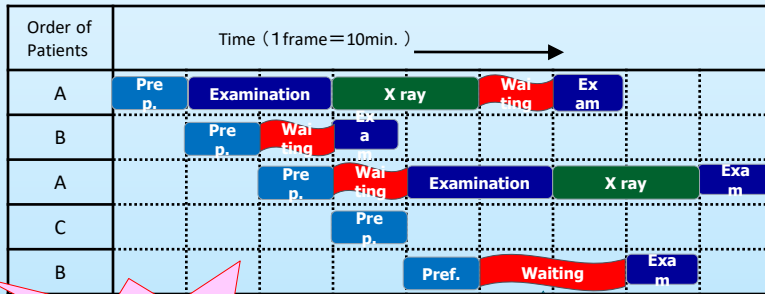 Order of
Patients
Time（1frame＝10min. ）
A
Pre
p.
Examination
X ray
Wai
ting
Ex
am
B
Pre
p.
Wai
ting
Ex
a
m
A
Pre
p.
Wai
ting
Examination
X ray
Exa
m
C
Pre
p.
B
Pref.
Waiting
Exa
m